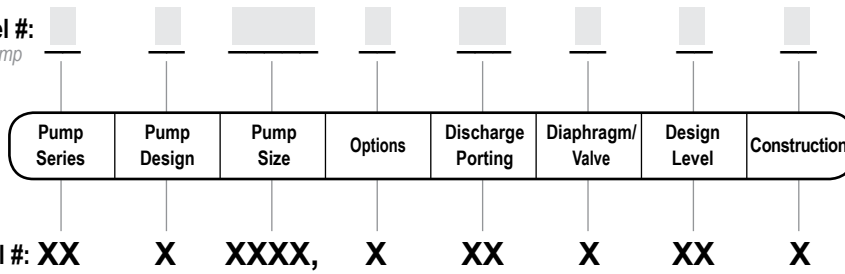 el #:
mp
Pump Series Pump Design Pump Size Options Discharge Porting Diaphragm/ Valve Design Level Construction
l #: XX X XXXX, X XX X XX X